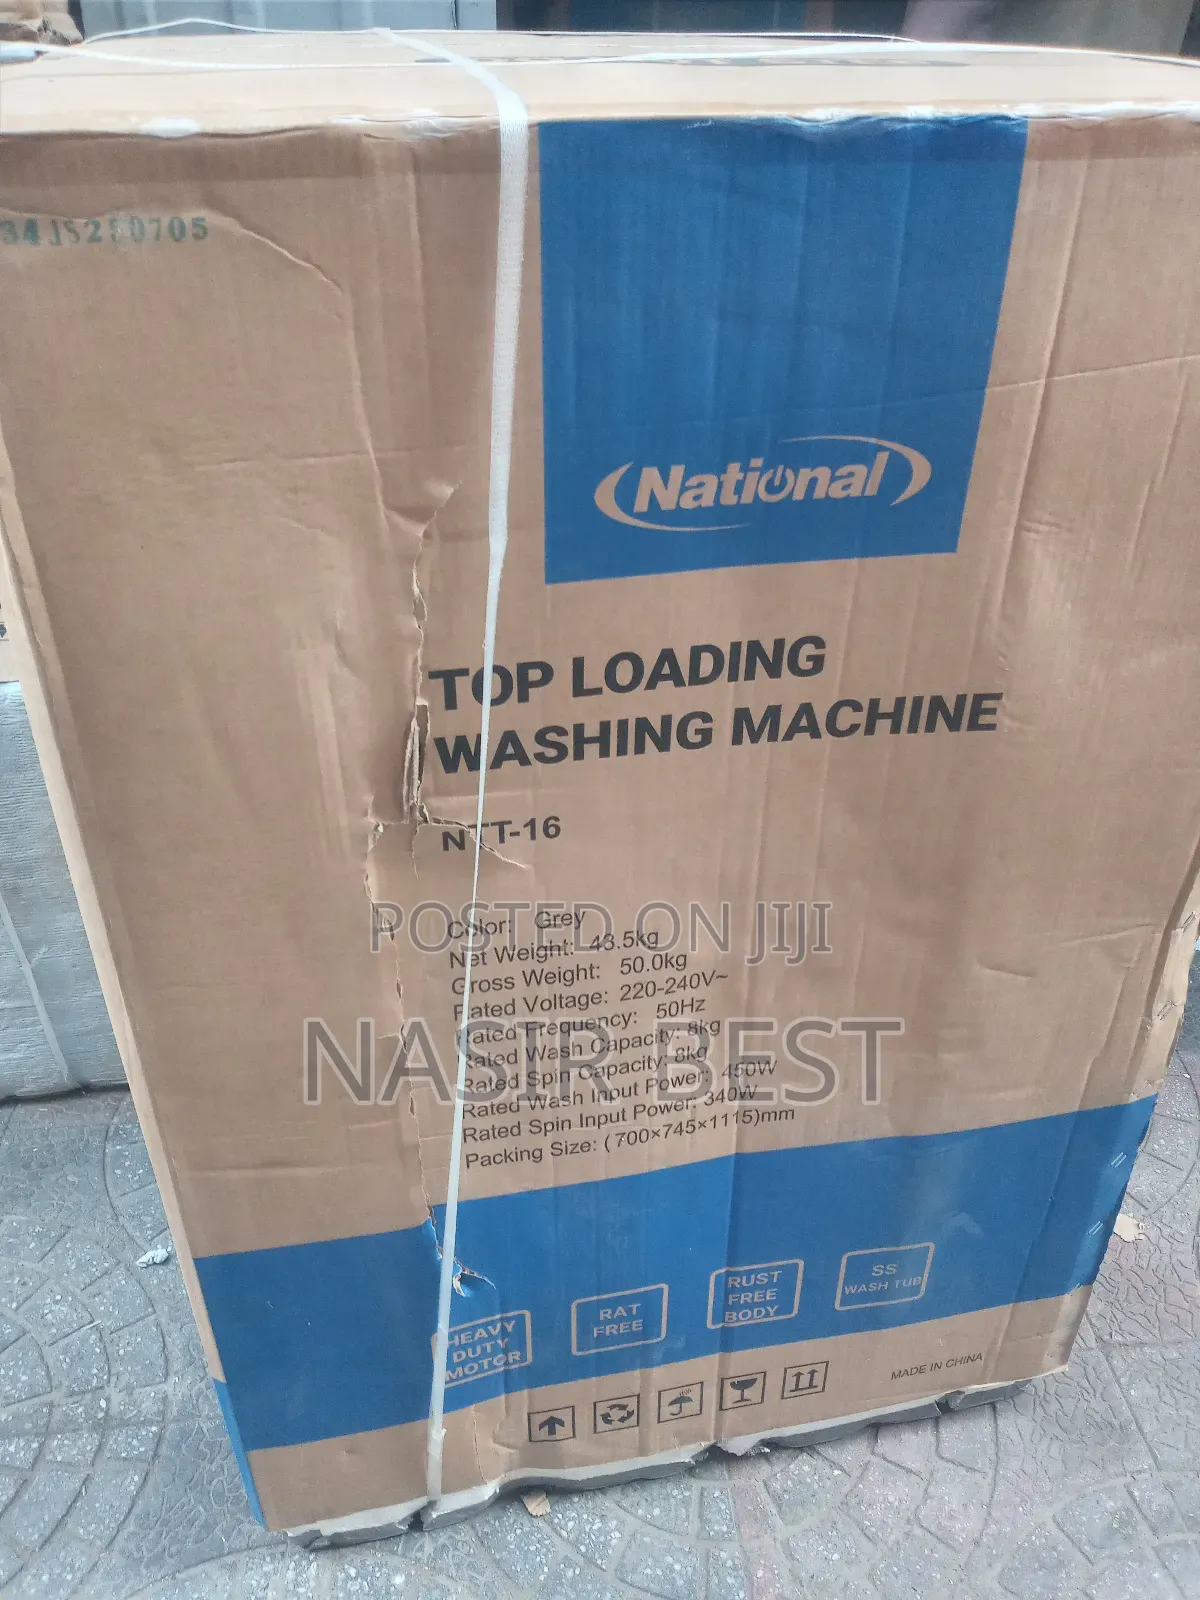 34JS280705
National
TOP LOADING
WASHING MACHINE
NTT-16
Color: Grey
Net Weight: 43.5kg
Gross Weight: 50.0kg
Rated Voltage: 220-240V~
Rated Frequency: 50Hz
Rated Wash Capacity: 8kg
Rated Spin Capacity: 8kg
Rated Wash Input Power: 450W
Rated Spin Input Power: 340W
Packing Size: (700×745×1115)mm
POSTED ON JIJI
NASIR BEST
HEAVY
DUTY
MOTOR
RAT
FREE
RUST
FREE
BODY
SS
WASH TUB
MADE IN CHINA